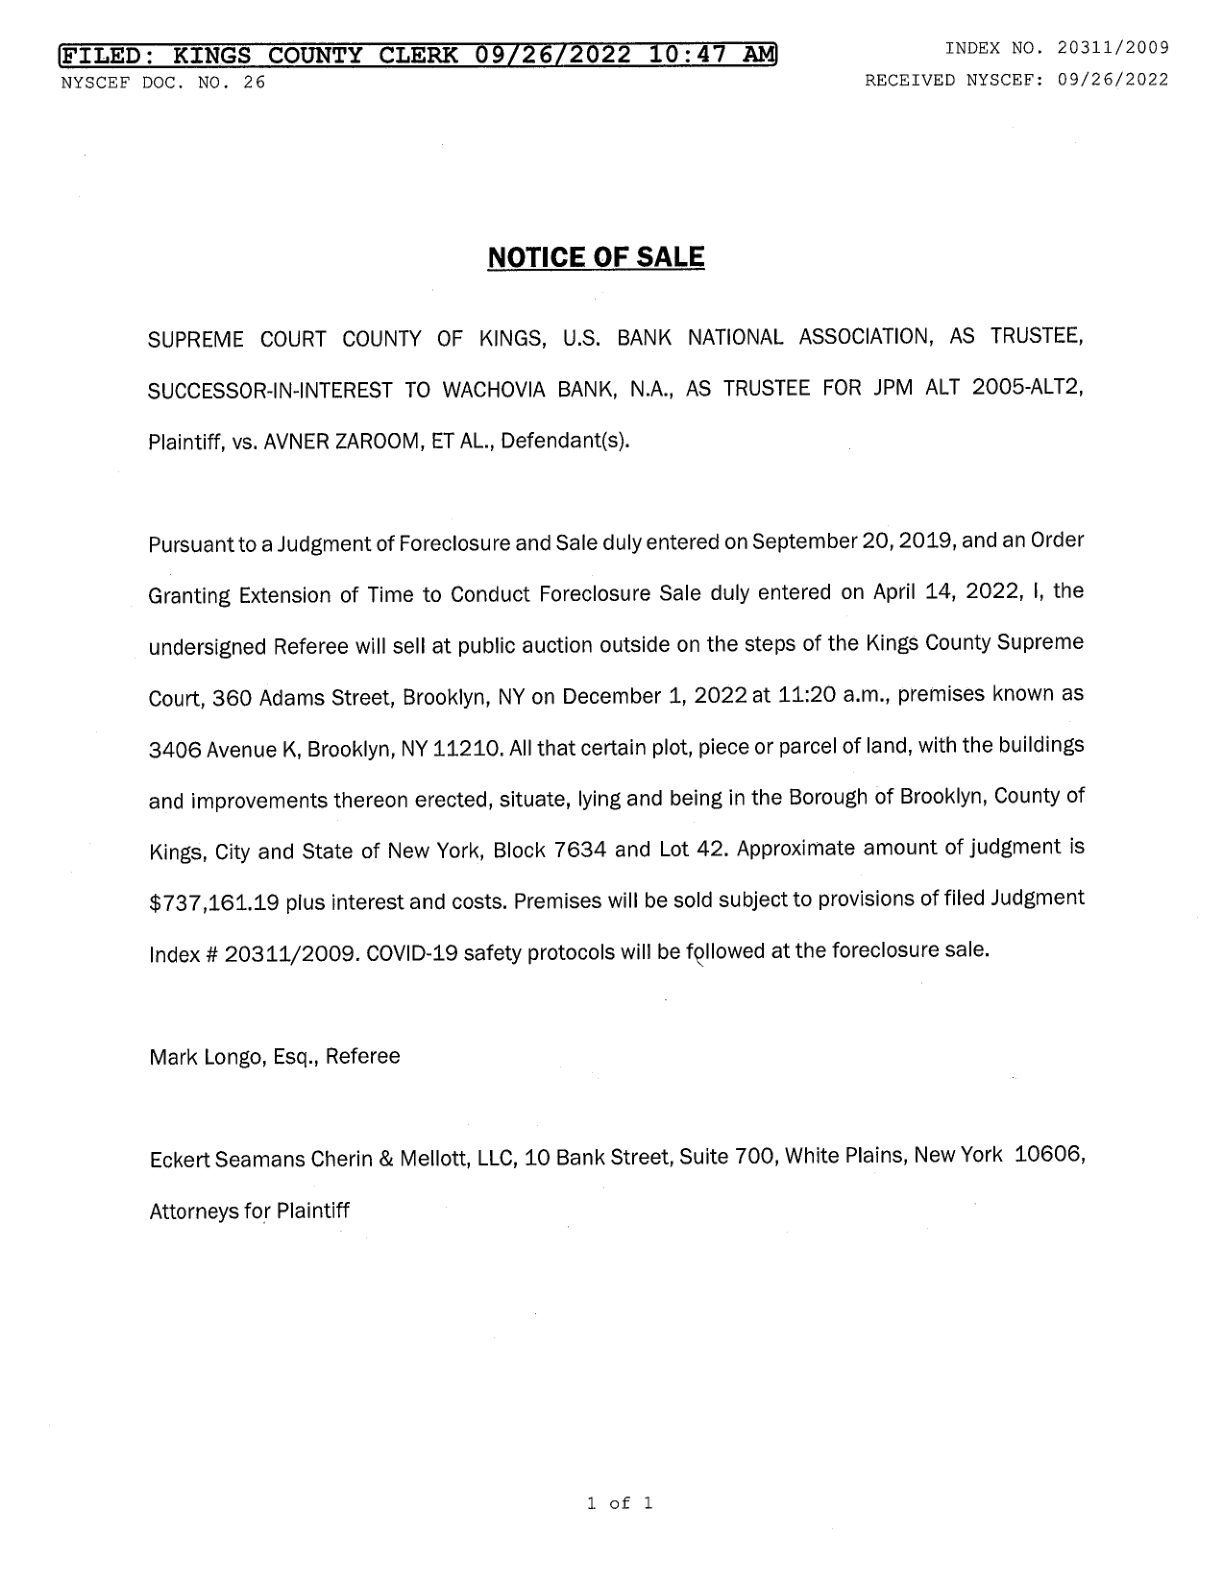 FILED: KINGS COUNTY CLERK 09/26/2022 10:47 AM
INDEX NO. 20311/2009
NYSCEF DOC. NO. 26
RECEIVED NYSCEF: 09/26/2022
NOTICE OF SALE
SUPREME COURT COUNTY OF KINGS, U.S. BANK NATIONAL ASSOCIATION, AS TRUSTEE,
SUCCESSOR-IN-INTEREST TO WACHOVIA BANK, N.A., AS TRUSTEE FOR JPM ALT 2005-ALT2,
Plaintiff, vs. AVNER ZAROOM, ET AL., Defendant(s).
Pursuant to a Judgment of Foreclosure and Sale duly entered on September 20, 2019, and an Order
Granting Extension of Time to Conduct Foreclosure Sale duly entered on April 14, 2022, I, the
undersigned Referee will sell at public auction outside on the steps of the Kings County Supreme
Court, 360 Adams Street, Brooklyn, NY on December 1, 2022 at 11:20 a.m., premises known as
3406 Avenue K, Brooklyn, NY 11210. All that certain plot, piece or parcel of land, with the buildings
and improvements thereon erected, situate, lying and being in the Borough of Brooklyn, County of
Kings, City and State of New York, Block 7634 and Lot 42. Approximate amount of judgment is
$737,161.19 plus interest and costs. Premises will be sold subject to provisions of filed Judgment
Index # 20311/2009. COVID-19 safety protocols will be followed at the foreclosure sale.
Mark Longo, Esq., Referee
Eckert Seamans Cherin & Mellott, LLC, 10 Bank Street, Suite 700, White Plains, New York 10606,
Attorneys for Plaintiff
1 of 1